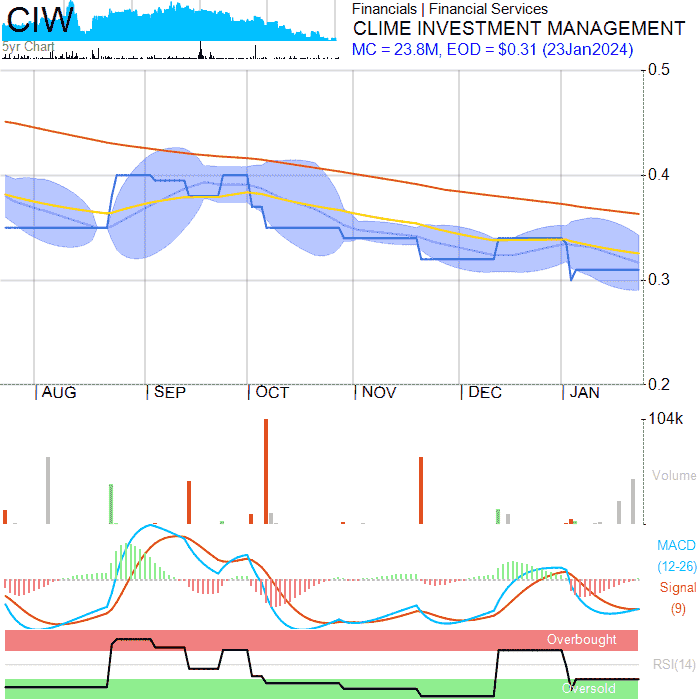 CIW
5yr Chart
Financials | Financial Services
CLIME INVESTMENT MANAGEMENT
MC = 23.8M, EOD = $0.31 (23Jan2024)
0.5
0.4
0.3
0.2
AUG SEP OCT NOV DEC JAN
104k
Volume
MACD
(12-26)
Signal
(9)
Overbought
RSI(14)
Oversold